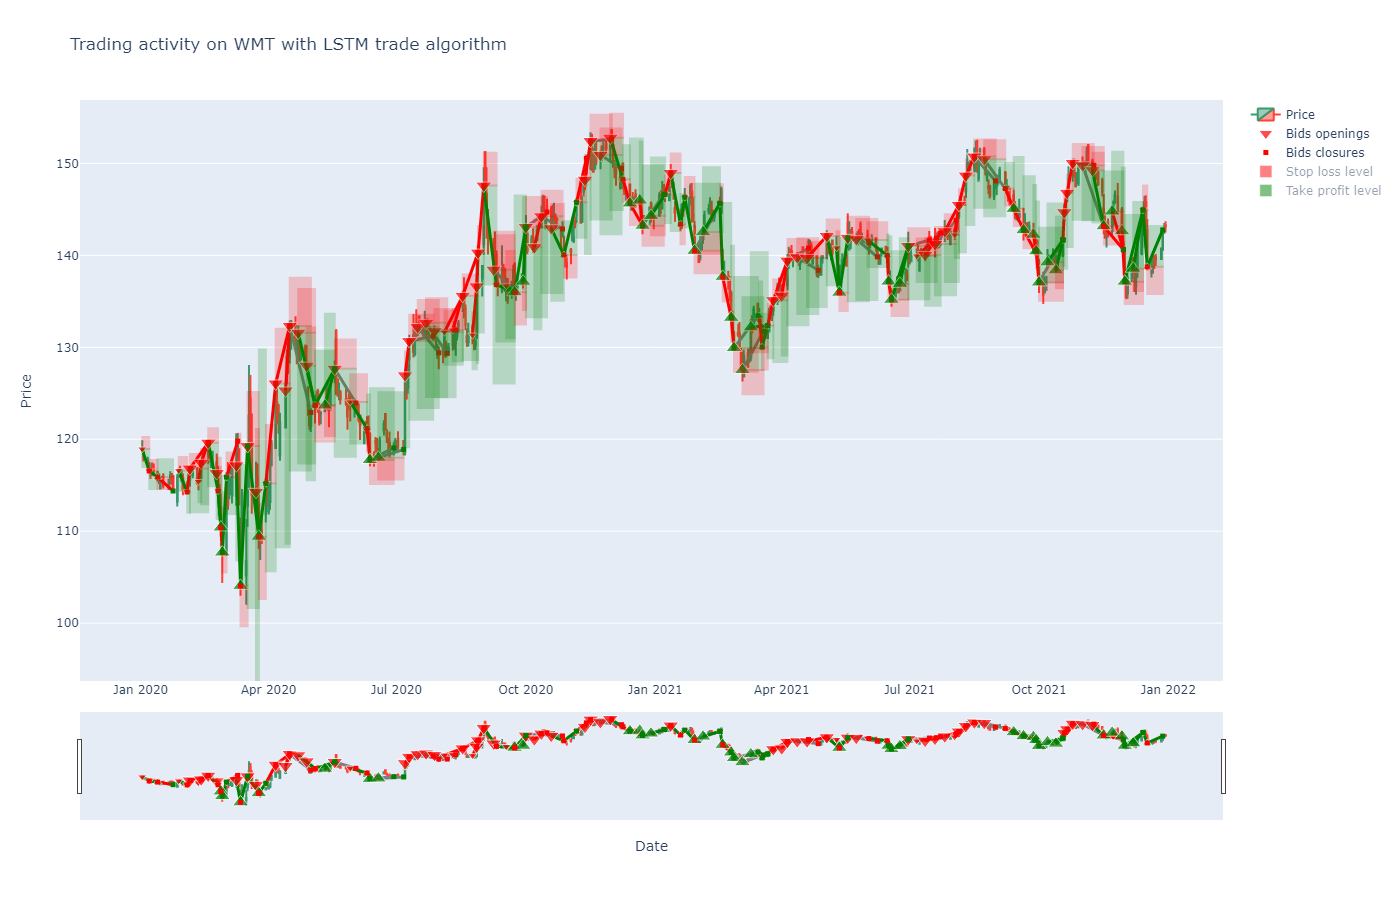 Trading activity on WMT with LSTM trade algorithm
Price
Bids openings
Bids closures
Stop loss level
Take profit level
150
140
130
120
110
100
Price
Jan 2020
Apr 2020
Jul 2020
Oct 2020
Jan 2021
Apr 2021
Jul 2021
Oct 2021
Jan 2022
Date